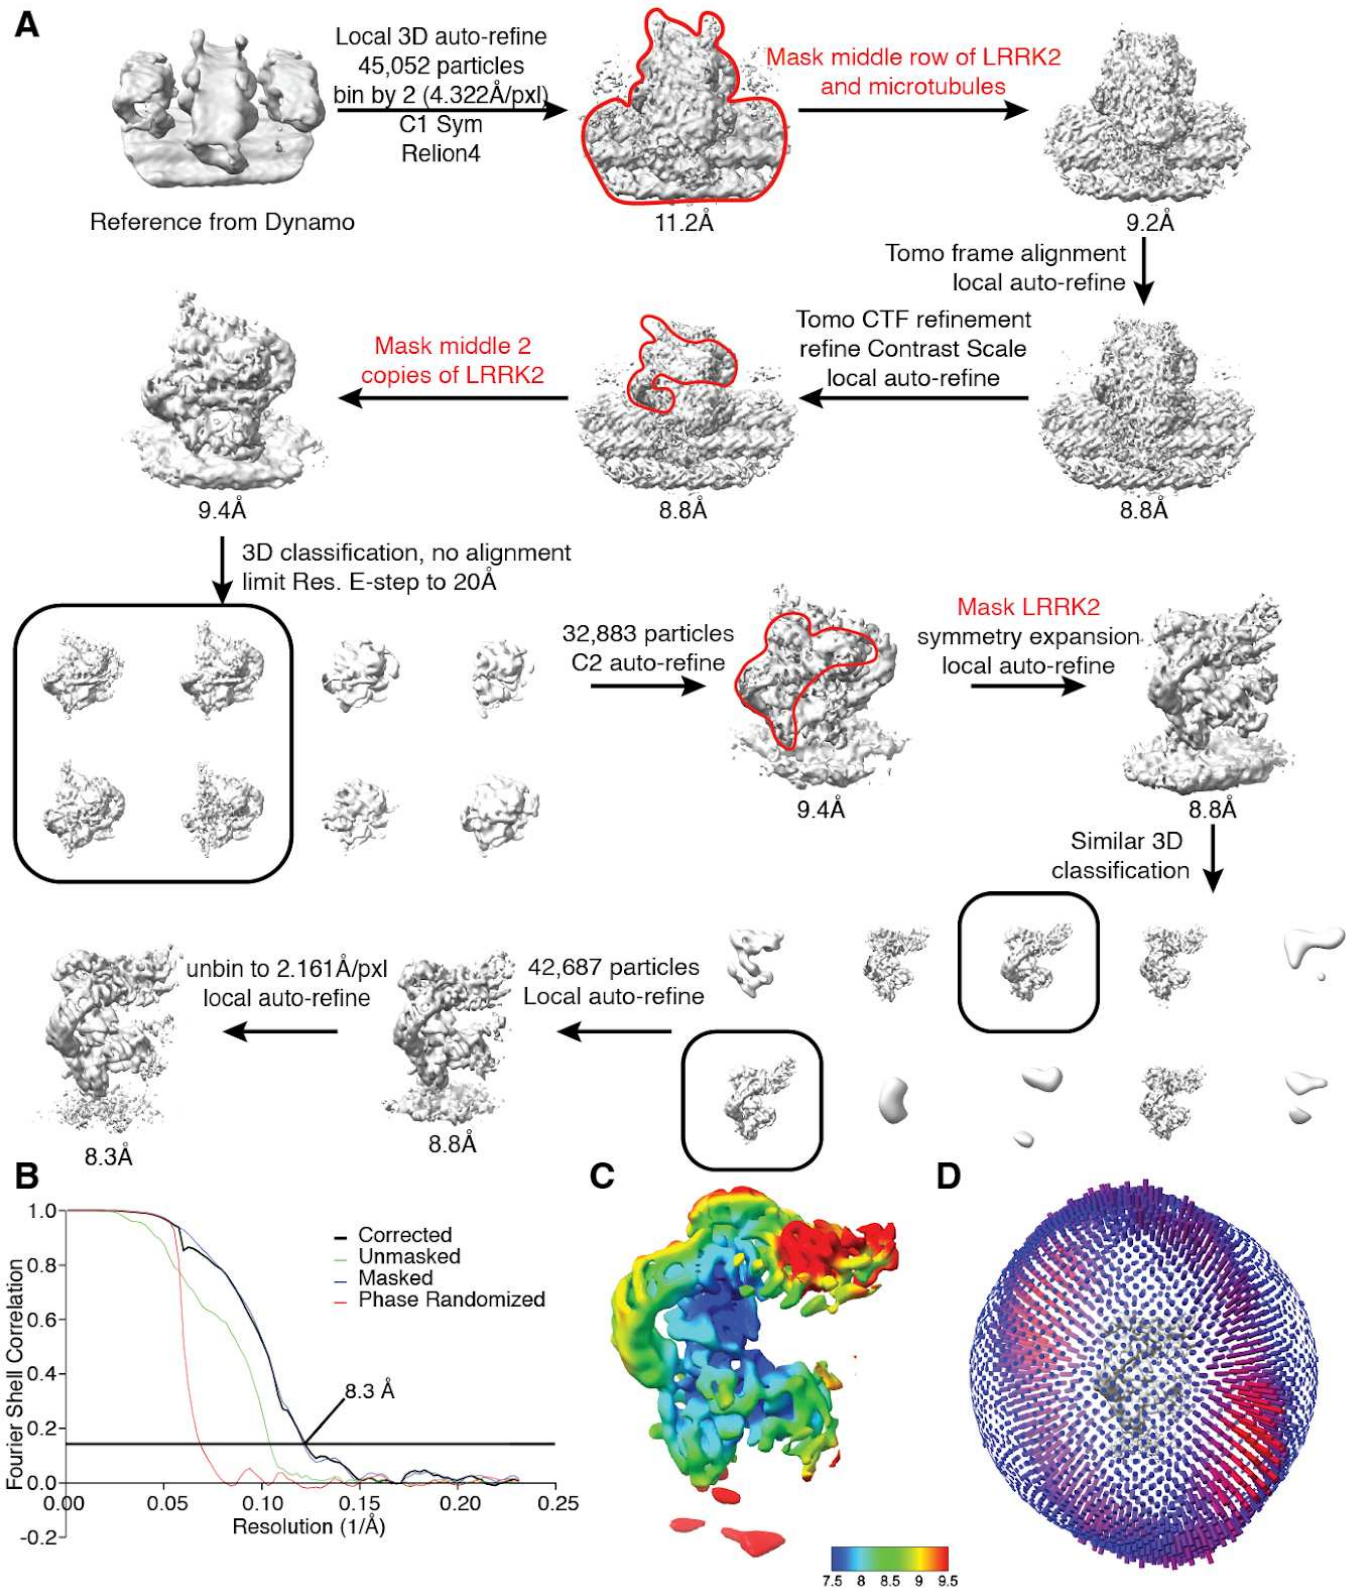 A
Local 3D auto-refine
45,052 particles
bin by 2 (4.322Å/pxl)
C1 Sym
Relion4
Mask middle row of LRRK2
and microtubules
Reference from Dynamo
11.2Å
9.2Å
Tomo frame alignment
local auto-refine
Tomo CTF refinement
refine Contrast Scale
local auto-refine
Mask middle 2
copies of LRRK2
9.4Å
8.8Å
8.8Å
3D classification, no alignment
limit Res. E-step to 20Å
32,883 particles
C2 auto-refine
Mask LRRK2
symmetry expansion
local auto-refine
9.4Å
8.8Å
Similar 3D
classification
unbin to 2.161Å/pxl
local auto-refine
42,687 particles
Local auto-refine
8.3Å
8.8Å
B
Fourier Shell Correlation
1.0
0.8
0.6
0.4
0.2
0.0
-0.2
Corrected
Unmasked
Masked
Phase Randomized
8.3 Å
0.00 0.05 0.10 0.15 0.20 0.25
Resolution (1/Å)
C
7.5 8 8.5 9 9.5
D